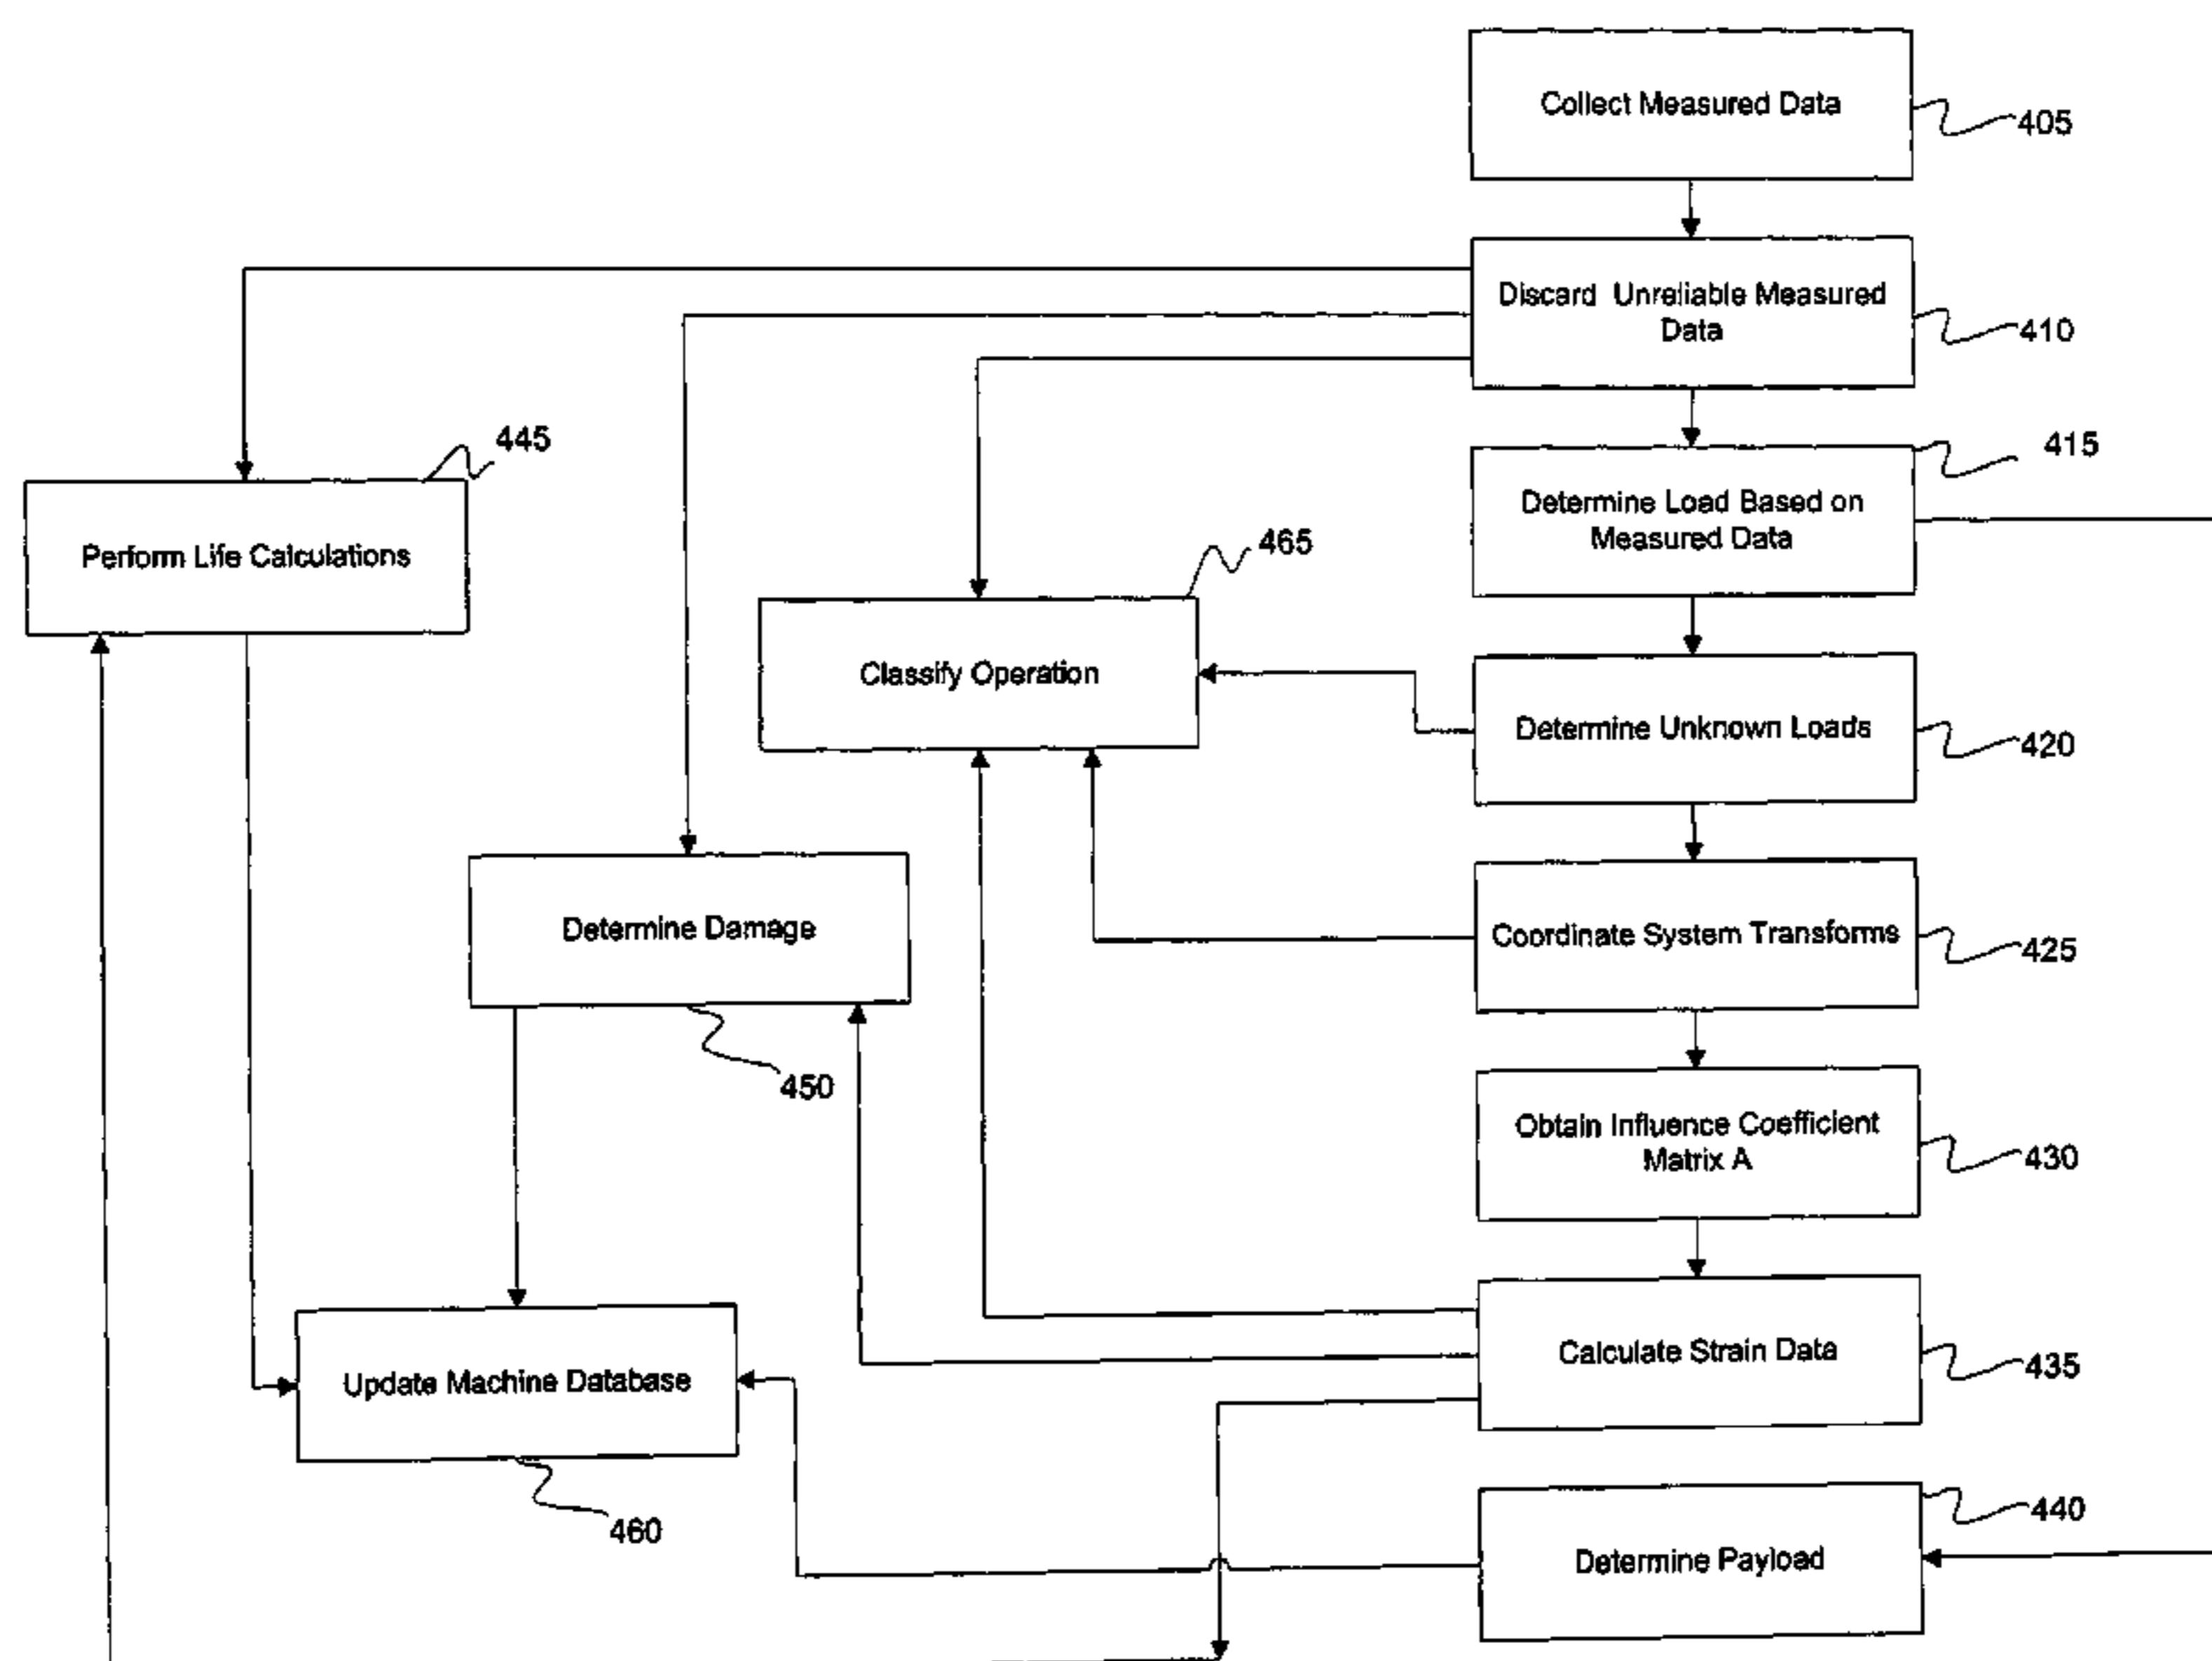 Collect Measured Data
405
Discard Unreliable Measured
Data
410
Determine Load Based on
Measured Data
415
445
Perform Life Calculations
465
Classify Operation
Determine Unknown Loads
420
Determine Damage
450
Coordinate System Transforms
425
Obtain Influence Coefficient
Matrix A
430
Calculate Strain Data
435
Update Machine Database
460
Determine Payload
440